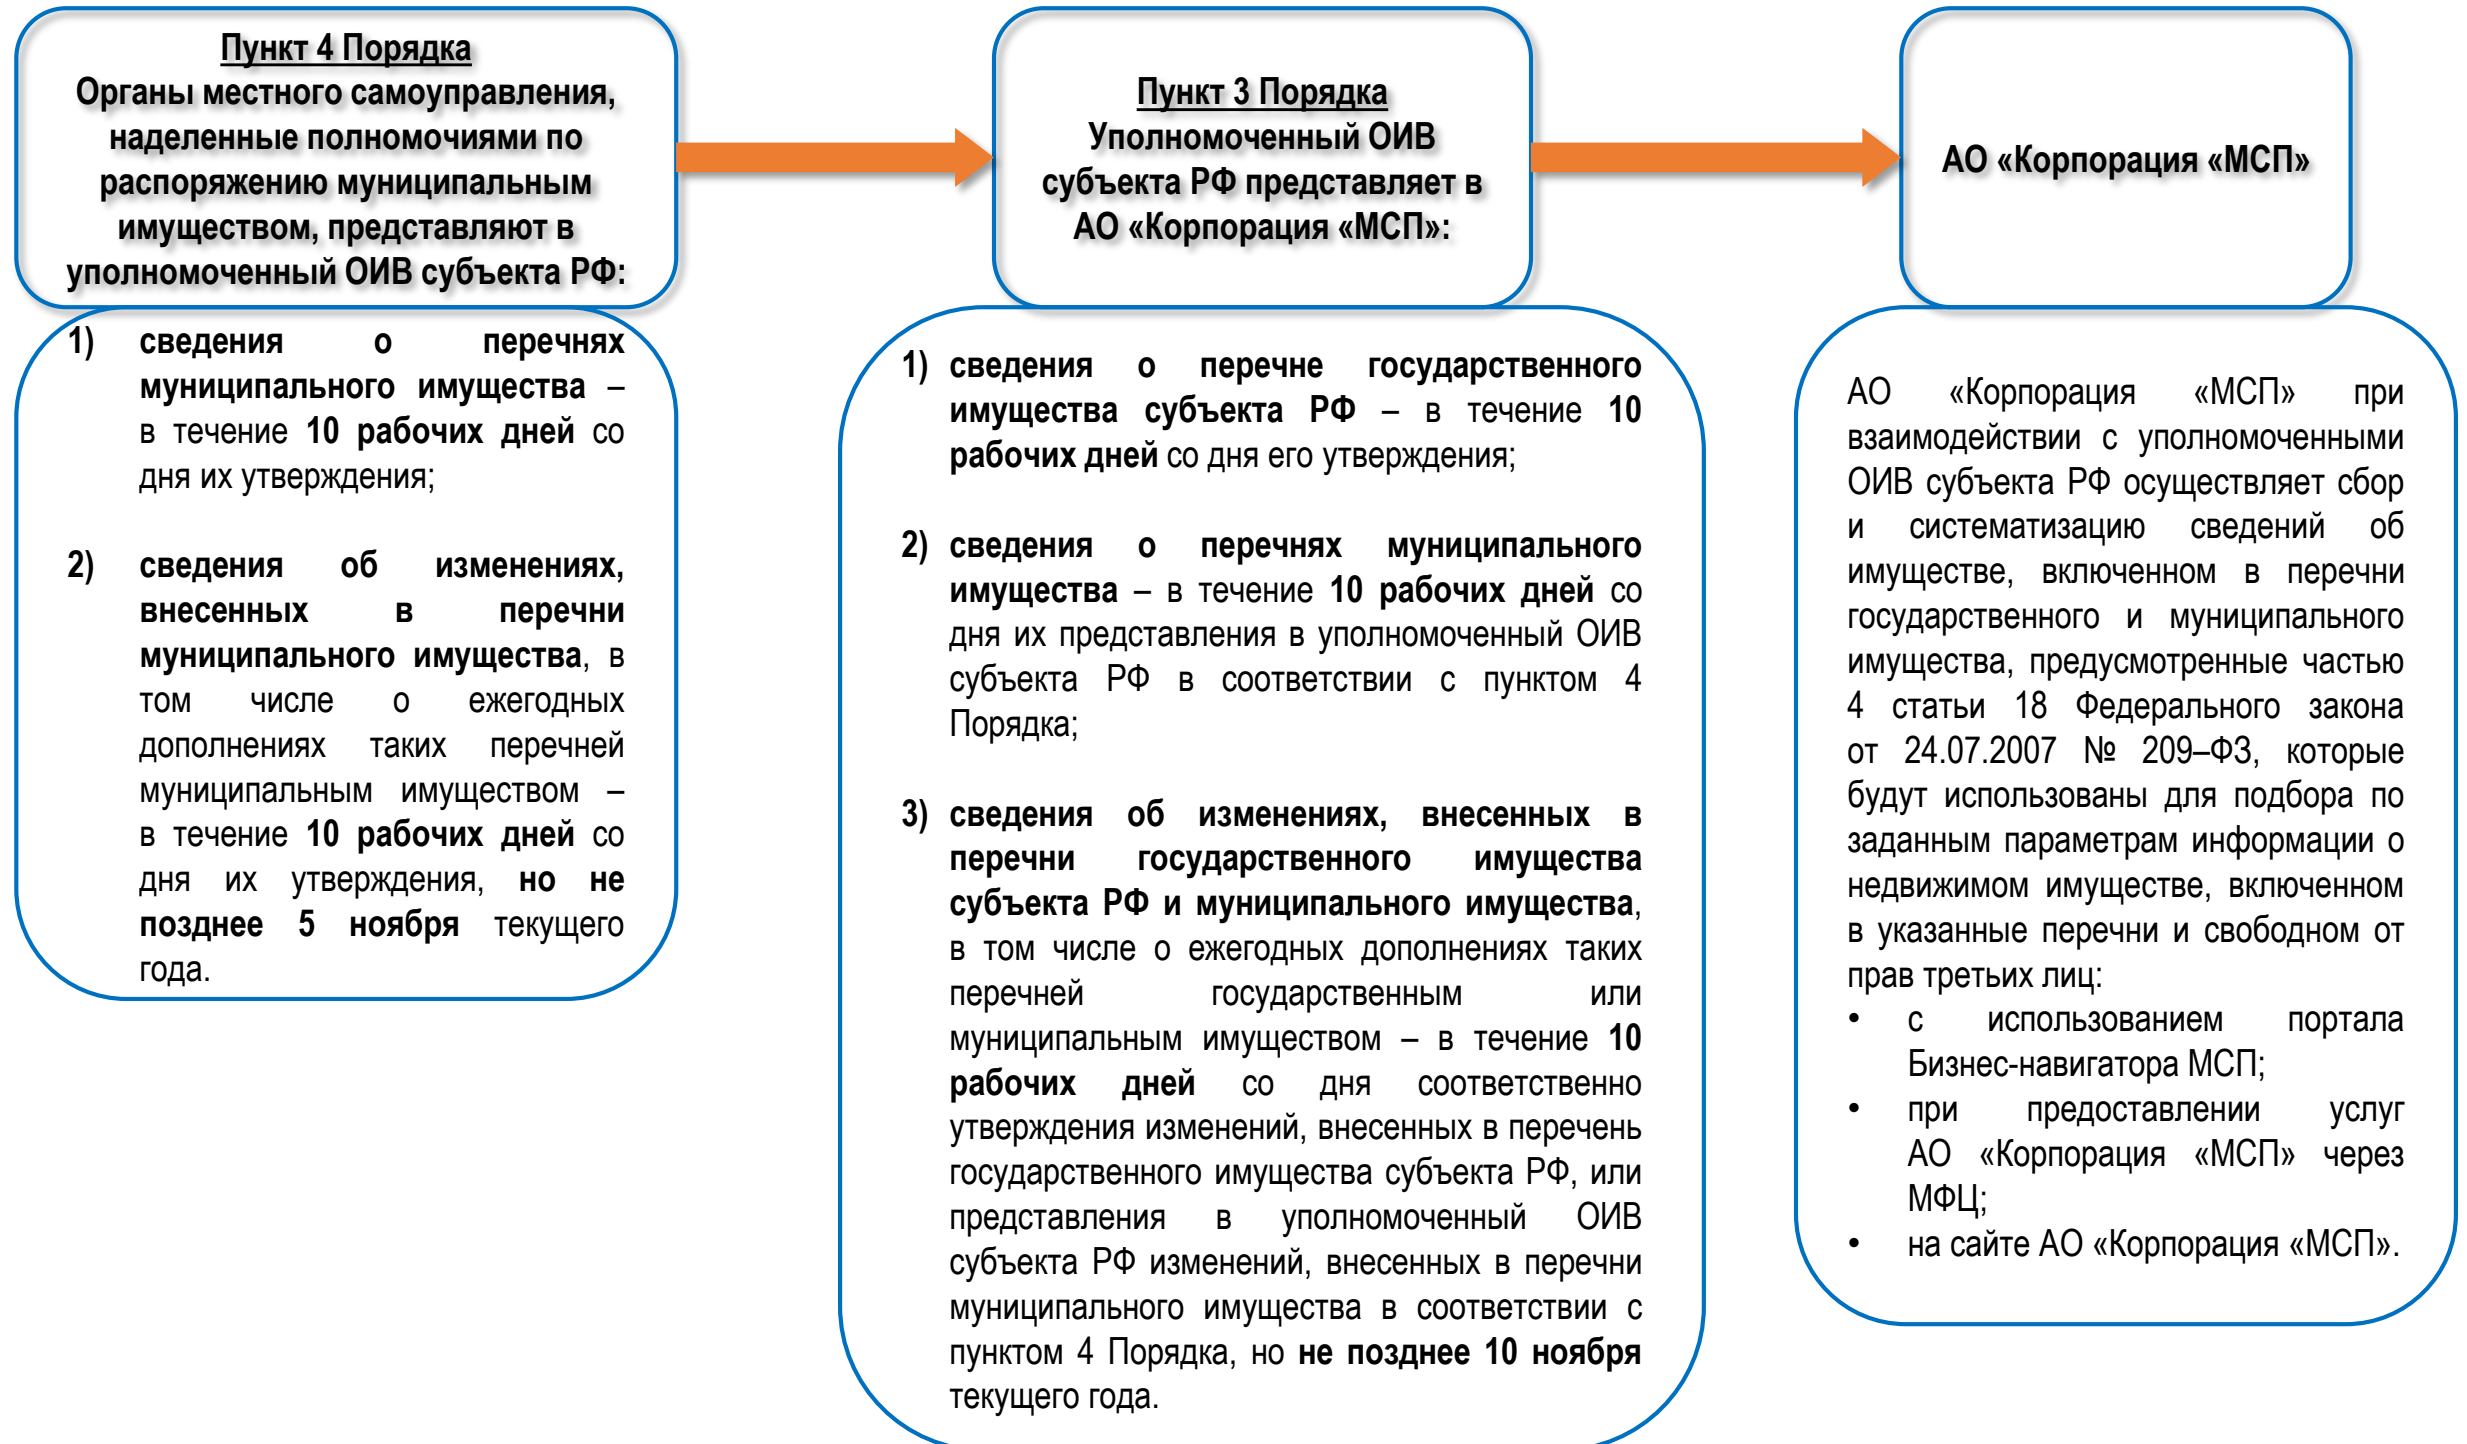 Пункт 4 Порядка
Органы местного самоуправления,
наделенные полномочиями по
распоряжению муниципальным
имуществом, представляют в
уполномоченный ОИВ субъекта РФ:
1) сведения о перечнях
муниципального имущества –
в течение 10 рабочих дней со
дня их утверждения;
2) сведения об изменениях,
внесенных в перечни
муниципального имущества, в
том числе о ежегодных
дополнениях таких перечней
муниципальным имуществом –
в течение 10 рабочих дней со
дня их утверждения, но не
позднее 5 ноября текущего
года.
Пункт 3 Порядка
Уполномоченный ОИВ
субъекта РФ представляет в
АО «Корпорация «МСП»:
1) сведения о перечне государственного
имущества субъекта РФ – в течение 10
рабочих дней со дня его утверждения;
2) сведения о перечнях муниципального
имущества – в течение 10 рабочих дней со
дня их представления в уполномоченный ОИВ
субъекта РФ в соответствии с пунктом 4
Порядка;
3) сведения об изменениях, внесенных в
перечни государственного имущества
субъекта РФ и муниципального имущества,
в том числе о ежегодных дополнениях таких
перечней государственным или
муниципальным имуществом – в течение 10
рабочих дней со дня соответственно
утверждения изменений, внесенных в перечень
государственного имущества субъекта РФ, или
представления в уполномоченный ОИВ
субъекта РФ изменений, внесенных в перечни
муниципального имущества в соответствии с
пунктом 4 Порядка, но не позднее 10 ноября
текущего года.
АО «Корпорация «МСП»
АО «Корпорация «МСП» при
взаимодействии с уполномоченными
ОИВ субъекта РФ осуществляет сбор
и систематизацию сведений об
имуществе, включенном в перечни
государственного и муниципального
имущества, предусмотренные частью
4 статьи 18 Федерального закона
от 24.07.2007 № 209–ФЗ, которые
будут использованы для подбора по
заданным параметрам информации о
недвижимом имуществе, включенном
в указанные перечни и свободном от
прав третьих лиц:
• с использованием портала
Бизнес-навигатора МСП;
• при предоставлении услуг
АО «Корпорация «МСП» через
МФЦ;
• на сайте АО «Корпорация «МСП».